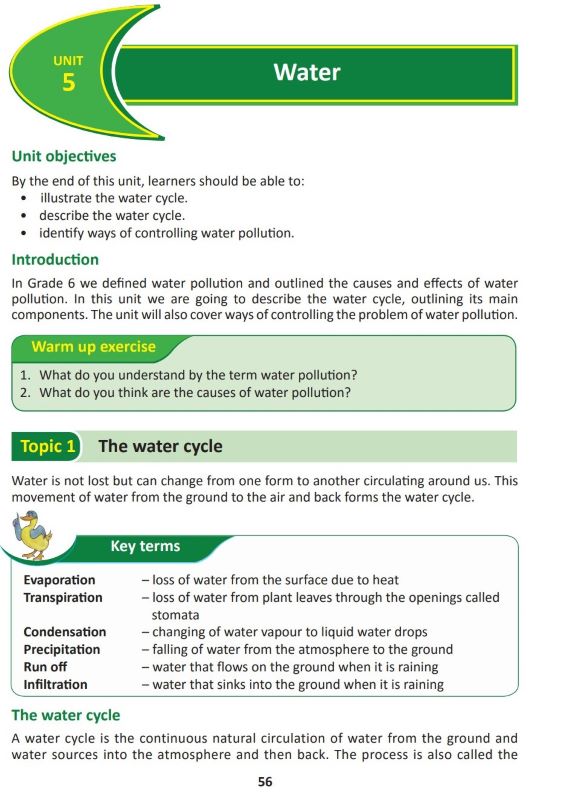 UNIT
5
Water
Unit objectives
By the end of this unit, learners should be able to:
• illustrate the water cycle.
• describe the water cycle.
• identify ways of controlling water pollution.
Introduction
In Grade 6 we defined water pollution and outlined the causes and effects of water
pollution. In this unit we are going to describe the water cycle, outlining its main
components. The unit will also cover ways of controlling the problem of water pollution.
Warm up exercise
1. What do you understand by the term water pollution?
2. What do you think are the causes of water pollution?
Topic 1 The water cycle
Water is not lost but can change from one form to another circulating around us. This
movement of water from the ground to the air and back forms the water cycle.
Key terms
Evaporation – loss of water from the surface due to heat
Transpiration – loss of water from plant leaves through the openings called
stomata
Condensation – changing of water vapour to liquid water drops
Precipitation – falling of water from the atmosphere to the ground
Run off – water that flows on the ground when it is raining
Infiltration – water that sinks into the ground when it is raining
The water cycle
A water cycle is the continuous natural circulation of water from the ground and
water sources into the atmosphere and then back. The process is also called the
56